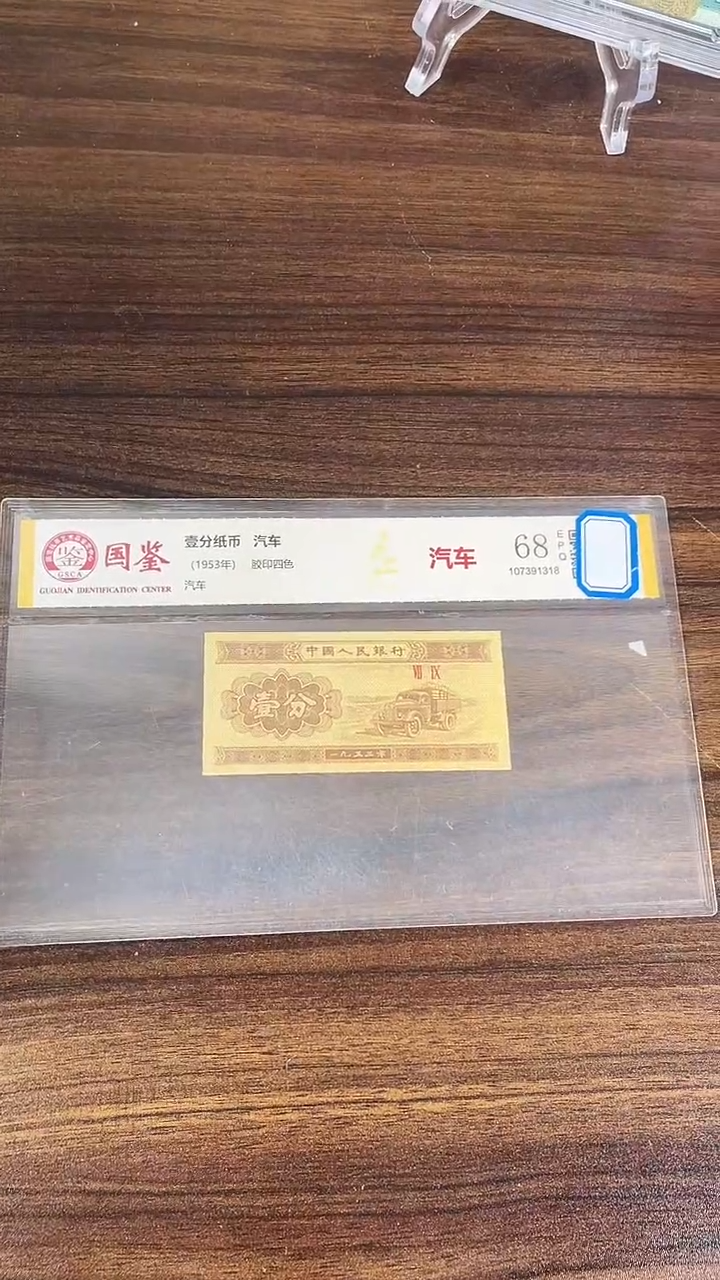 国鉴
鉴
GSCA
GUOJIAN IDENTIFICATION CENTER
壹分纸币 汽车
(1953年) 胶印四色
汽车
汽车
68
EPQ
107391318
中國人民銀行
VII IX
壹分
一九五三年